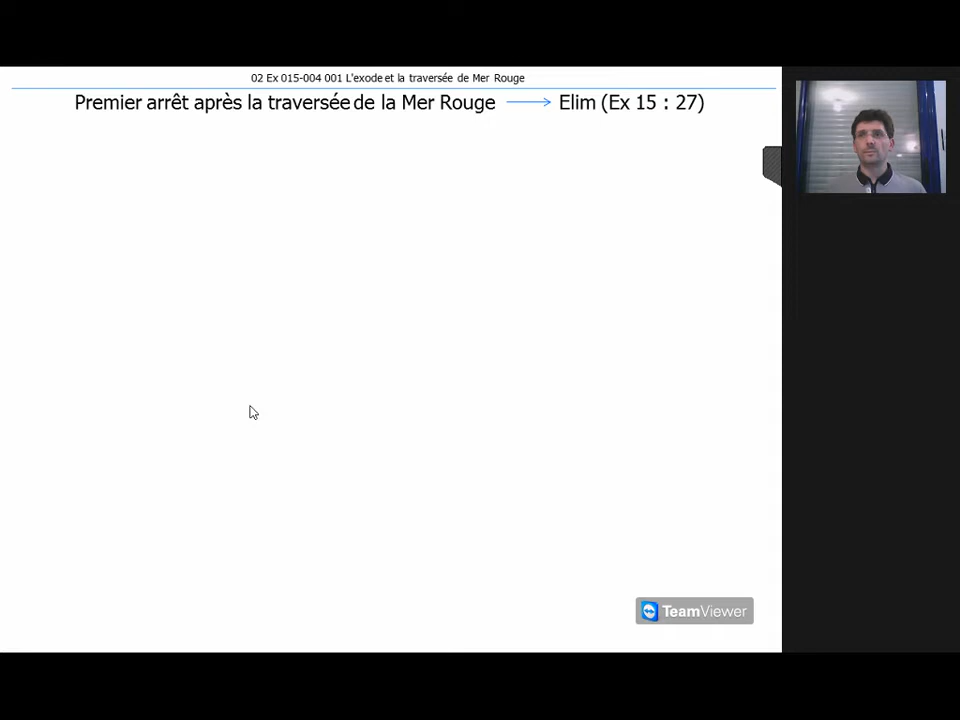 02 Ex 015-004 001 L'exode et la traversée de Mer Rouge
Premier arrêt après la traversée de la Mer Rouge → Elim (Ex 15 : 27)
TeamViewer